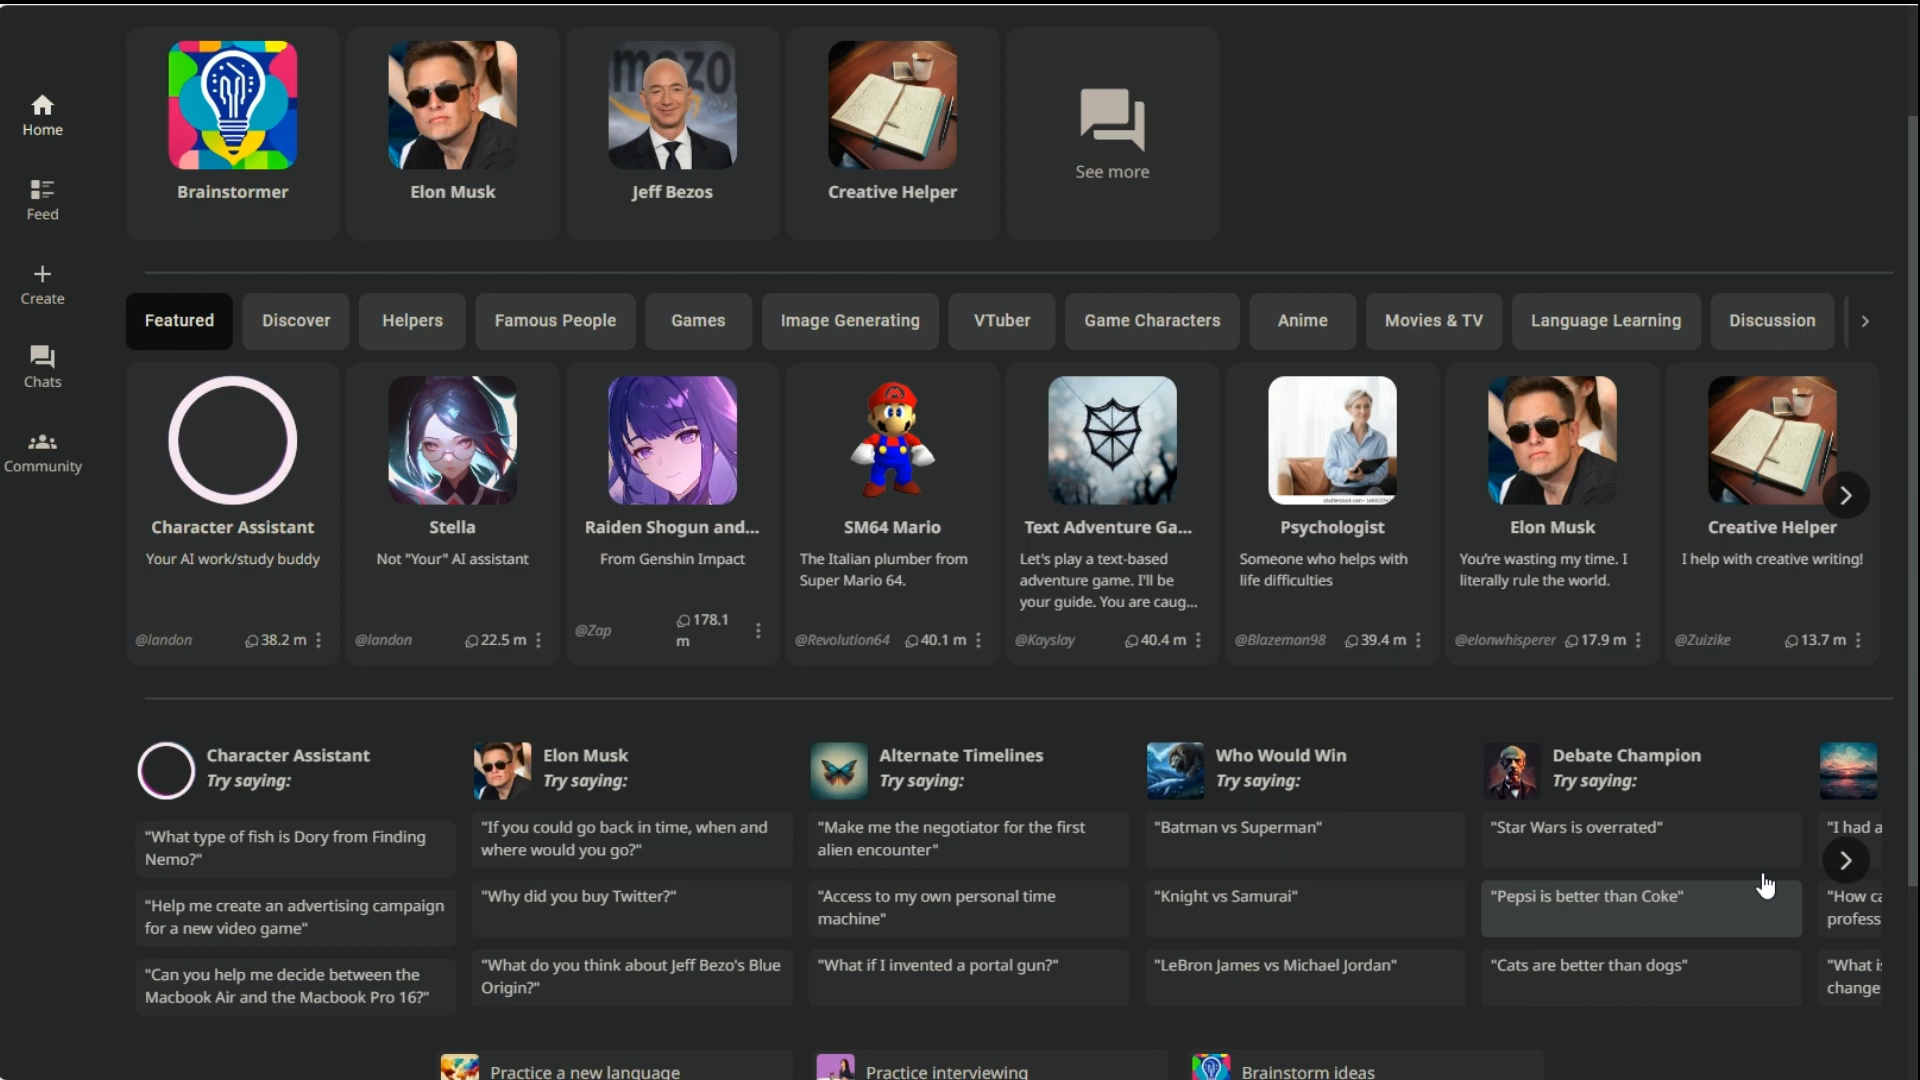 Home
Feed
Create
Chats
Community
mazo
Brainstormer
Elon Musk
Jeff Bezos
Creative Helper
See more
Featured
Discover
Helpers
Famous People
Games
Image Generating
VTuber
Game Characters
Anime
Movies & TV
Language Learning
Discussion
Character Assistant
Your AI work/study buddy
@landon
38.2 m
Stella
Not "Your" AI assistant
@landon
22.5 m
Raiden Shogun and...
From Genshin Impact
@Zap
178.1
m
SM64 Mario
The Italian plumber from
Super Mario 64.
@Revolution64
40.1 m
Text Adventure Ga...
Let's play a text-based
adventure game. I'll be
your guide. You are caug...
@Kayslay
40.4 m
Psychologist
Someone who helps with
life difficulties
@Blazeman98
39.4 m
Elon Musk
You're wasting my time. I
literally rule the world.
@elonwhisperer
17.9 m
Creative Helper
I help with creative writing!
@Zuizike
13.7 m
Character Assistant
Try saying:
"What type of fish is Dory from Finding
Nemo?"
"Help me create an advertising campaign
for a new video game"
"Can you help me decide between the
Macbook Air and the Macbook Pro 16?"
Elon Musk
Try saying:
"If you could go back in time, when and
where would you go?"
"Why did you buy Twitter?"
"What do you think about Jeff Bezo's Blue
Origin?"
Alternate Timelines
Try saying:
"Make me the negotiator for the first
alien encounter"
"Access to my own personal time
machine"
"What if I invented a portal gun?"
Who Would Win
Try saying:
"Batman vs Superman"
"Knight vs Samurai"
"LeBron James vs Michael Jordan"
Debate Champion
Try saying:
"Star Wars is overrated"
"Pepsi is better than Coke"
"Cats are better than dogs"
"I had a
"How ca
profess
"What i
change
Practice a new language
Practice interviewing
Brainstorm ideas